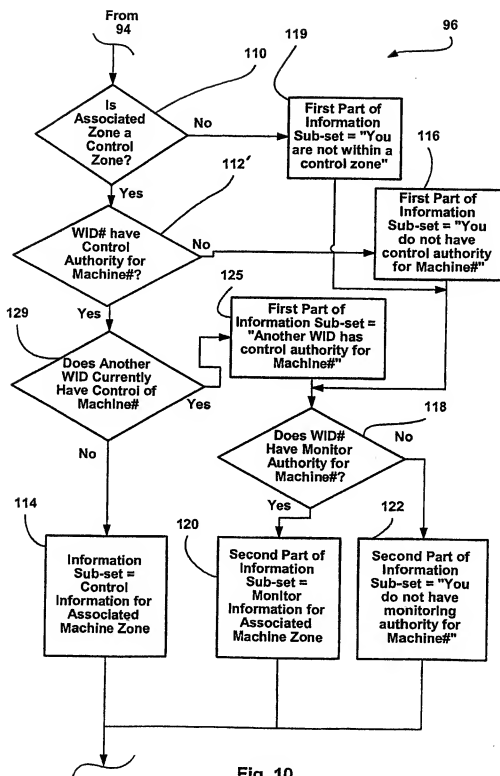 From
94
96
110
119
Is
Associated
Zone a
Control
Zone?
No
First Part of
Information
Sub-set = "You
are not within a
control zone"
116
Yes
112'
First Part of
Information
Sub-set = "You
do not have
control authority
for Machine#"
WID# have
Control
Authority for
Machine#?
No
Yes
125
129
First Part of
Information Sub-set =
"Another WID has
control authority for
Machine#"
Does Another
WID Currently
Have Control of
Machine#
Yes
118
No
Does WID#
Have Monitor
Authority for
Machine#?
No
Yes
114
120
122
Information
Sub-set =
Control
Information for
Associated
Machine Zone
Second Part of
Information
Sub-set =
Monitor
Information for
Associated
Machine Zone
Second Part of
Information
Sub-set = "You
do not have
monitoring
authority for
Machine#"
Fig. 10